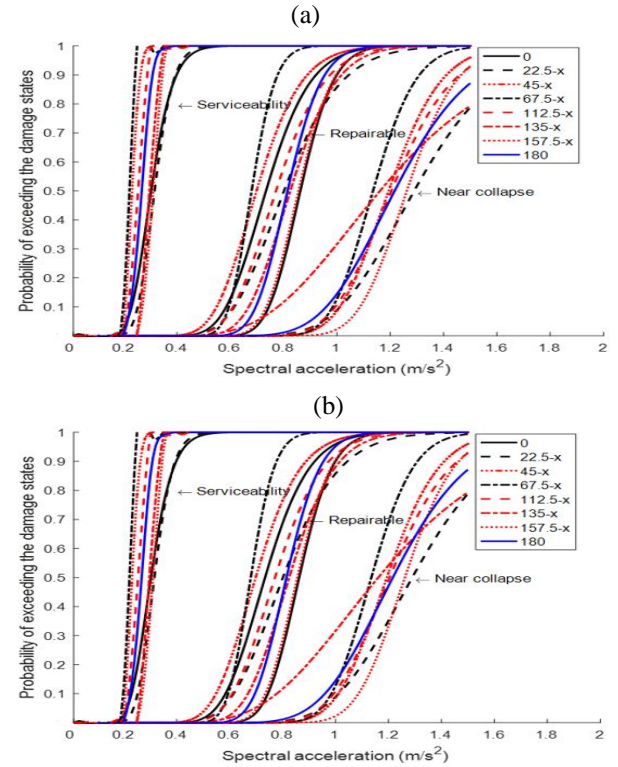 (a)
Probability of exceeding the damage states
1
0.9
0.8
0.7
0.6
0.5
0.4
0.3
0.2
0.1
← Serviceability
← Repairable
← Near collapse
0
22.5-x
45-x
67.5-x
112.5-x
135-x
157.5-x
180
0 0.2 0.4 0.6 0.8 1 1.2 1.4 1.6 1.8 2
Spectral acceleration (m/s²)
(b)
Probability of exceeding the damage states
1
0.9
0.8
0.7
0.6
0.5
0.4
0.3
0.2
0.1
← Serviceability
← Repairable
← Near collapse
0
22.5-x
45-x
67.5-x
112.5-x
135-x
157.5-x
180
0 0.2 0.4 0.6 0.8 1 1.2 1.4 1.6 1.8 2
Spectral acceleration (m/s²)